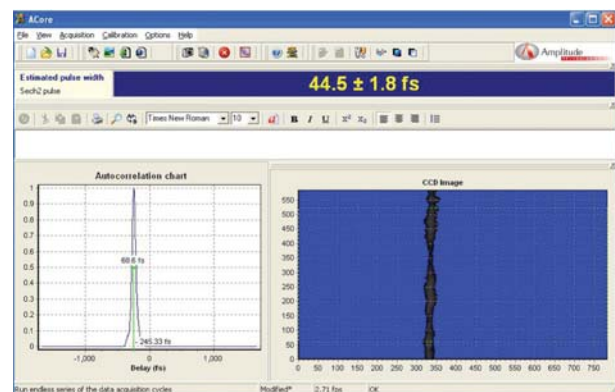 ACore
File View Acquisition Calibration Options Help
Amplitude
Estimated pulse width
Sech2 pulse
44.5 ± 1.8 fs
Times New Roman 10 B I U x² x₂
Autocorrelation chart
1
0.9
0.8
0.7
0.6
0.5
0.4
0.3
0.2
0.1
0
68.6 fs
-245.33 fs
-1,000 0 1,000
Delay (fs)
CCD Image
550
500
450
400
350
300
250
200
150
100
50
0
0 50 100 150 200 250 300 350 400 450 500 550 600 650 700 750
Run endless series of the data acquisition cycles Modified* 2.71 fps OK